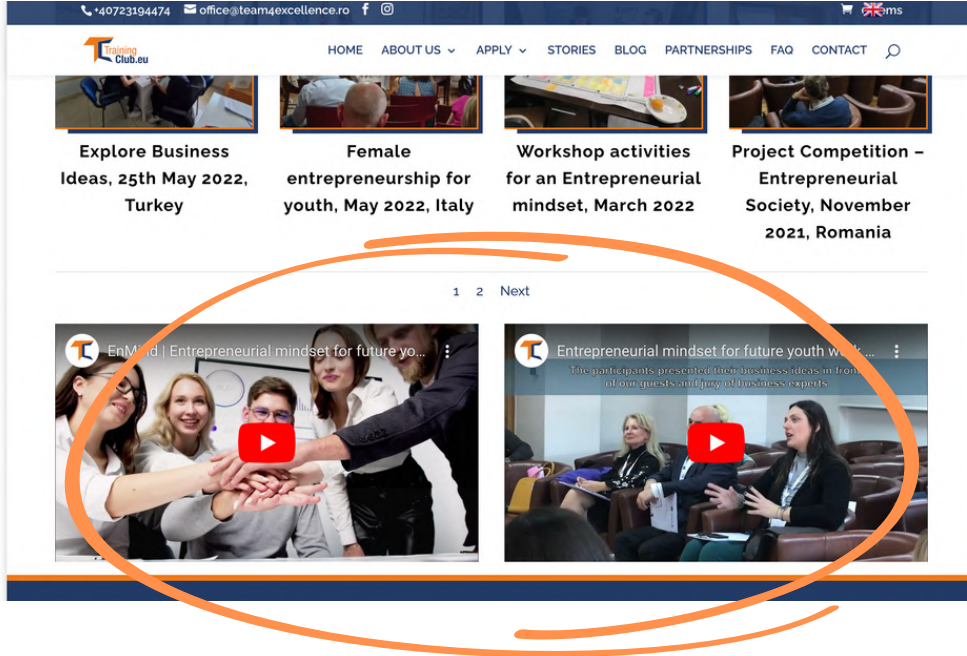 +40723194474 office@team4excellence.ro
Training
Club.eu
HOME ABOUT US APPLY STORIES BLOG PARTNERSHIPS FAQ CONTACT
Explore Business
Ideas, 25th May 2022,
Turkey
Female
entrepreneurship for
youth, May 2022, Italy
Workshop activities
for an Entrepreneurial
mindset, March 2022
Project Competition –
Entrepreneurial
Society, November
2021, Romania
1 2 Next
EnMind | Entrepreneurial mindset for future yo...
Entrepreneurial mindset for future youth work ...
The participants presented their business ideas in front
of our guests and jury of business experts